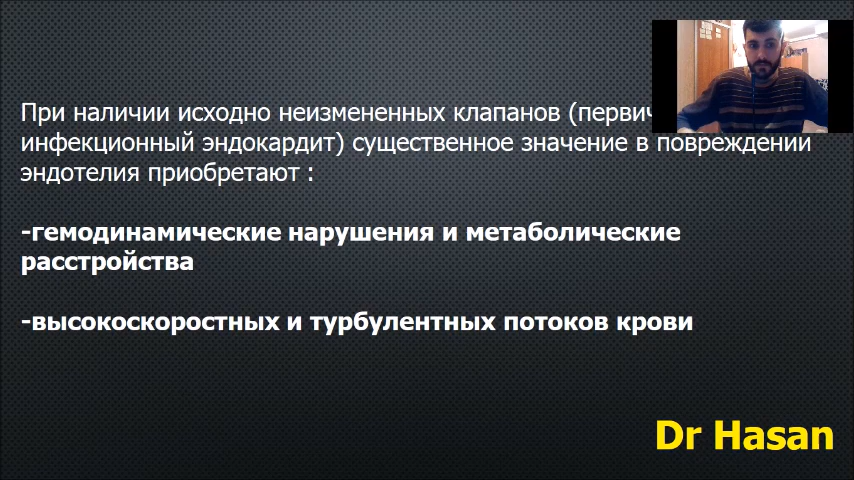 При наличии исходно неизмененных клапанов
инфекционный эндокардит) существенное значение в повреждении
эндотелия приобретают :
-гемодинамические нарушения и метаболические
расстройства
-высокоскоростных и турбулентных потоков крови
Dr Hasan